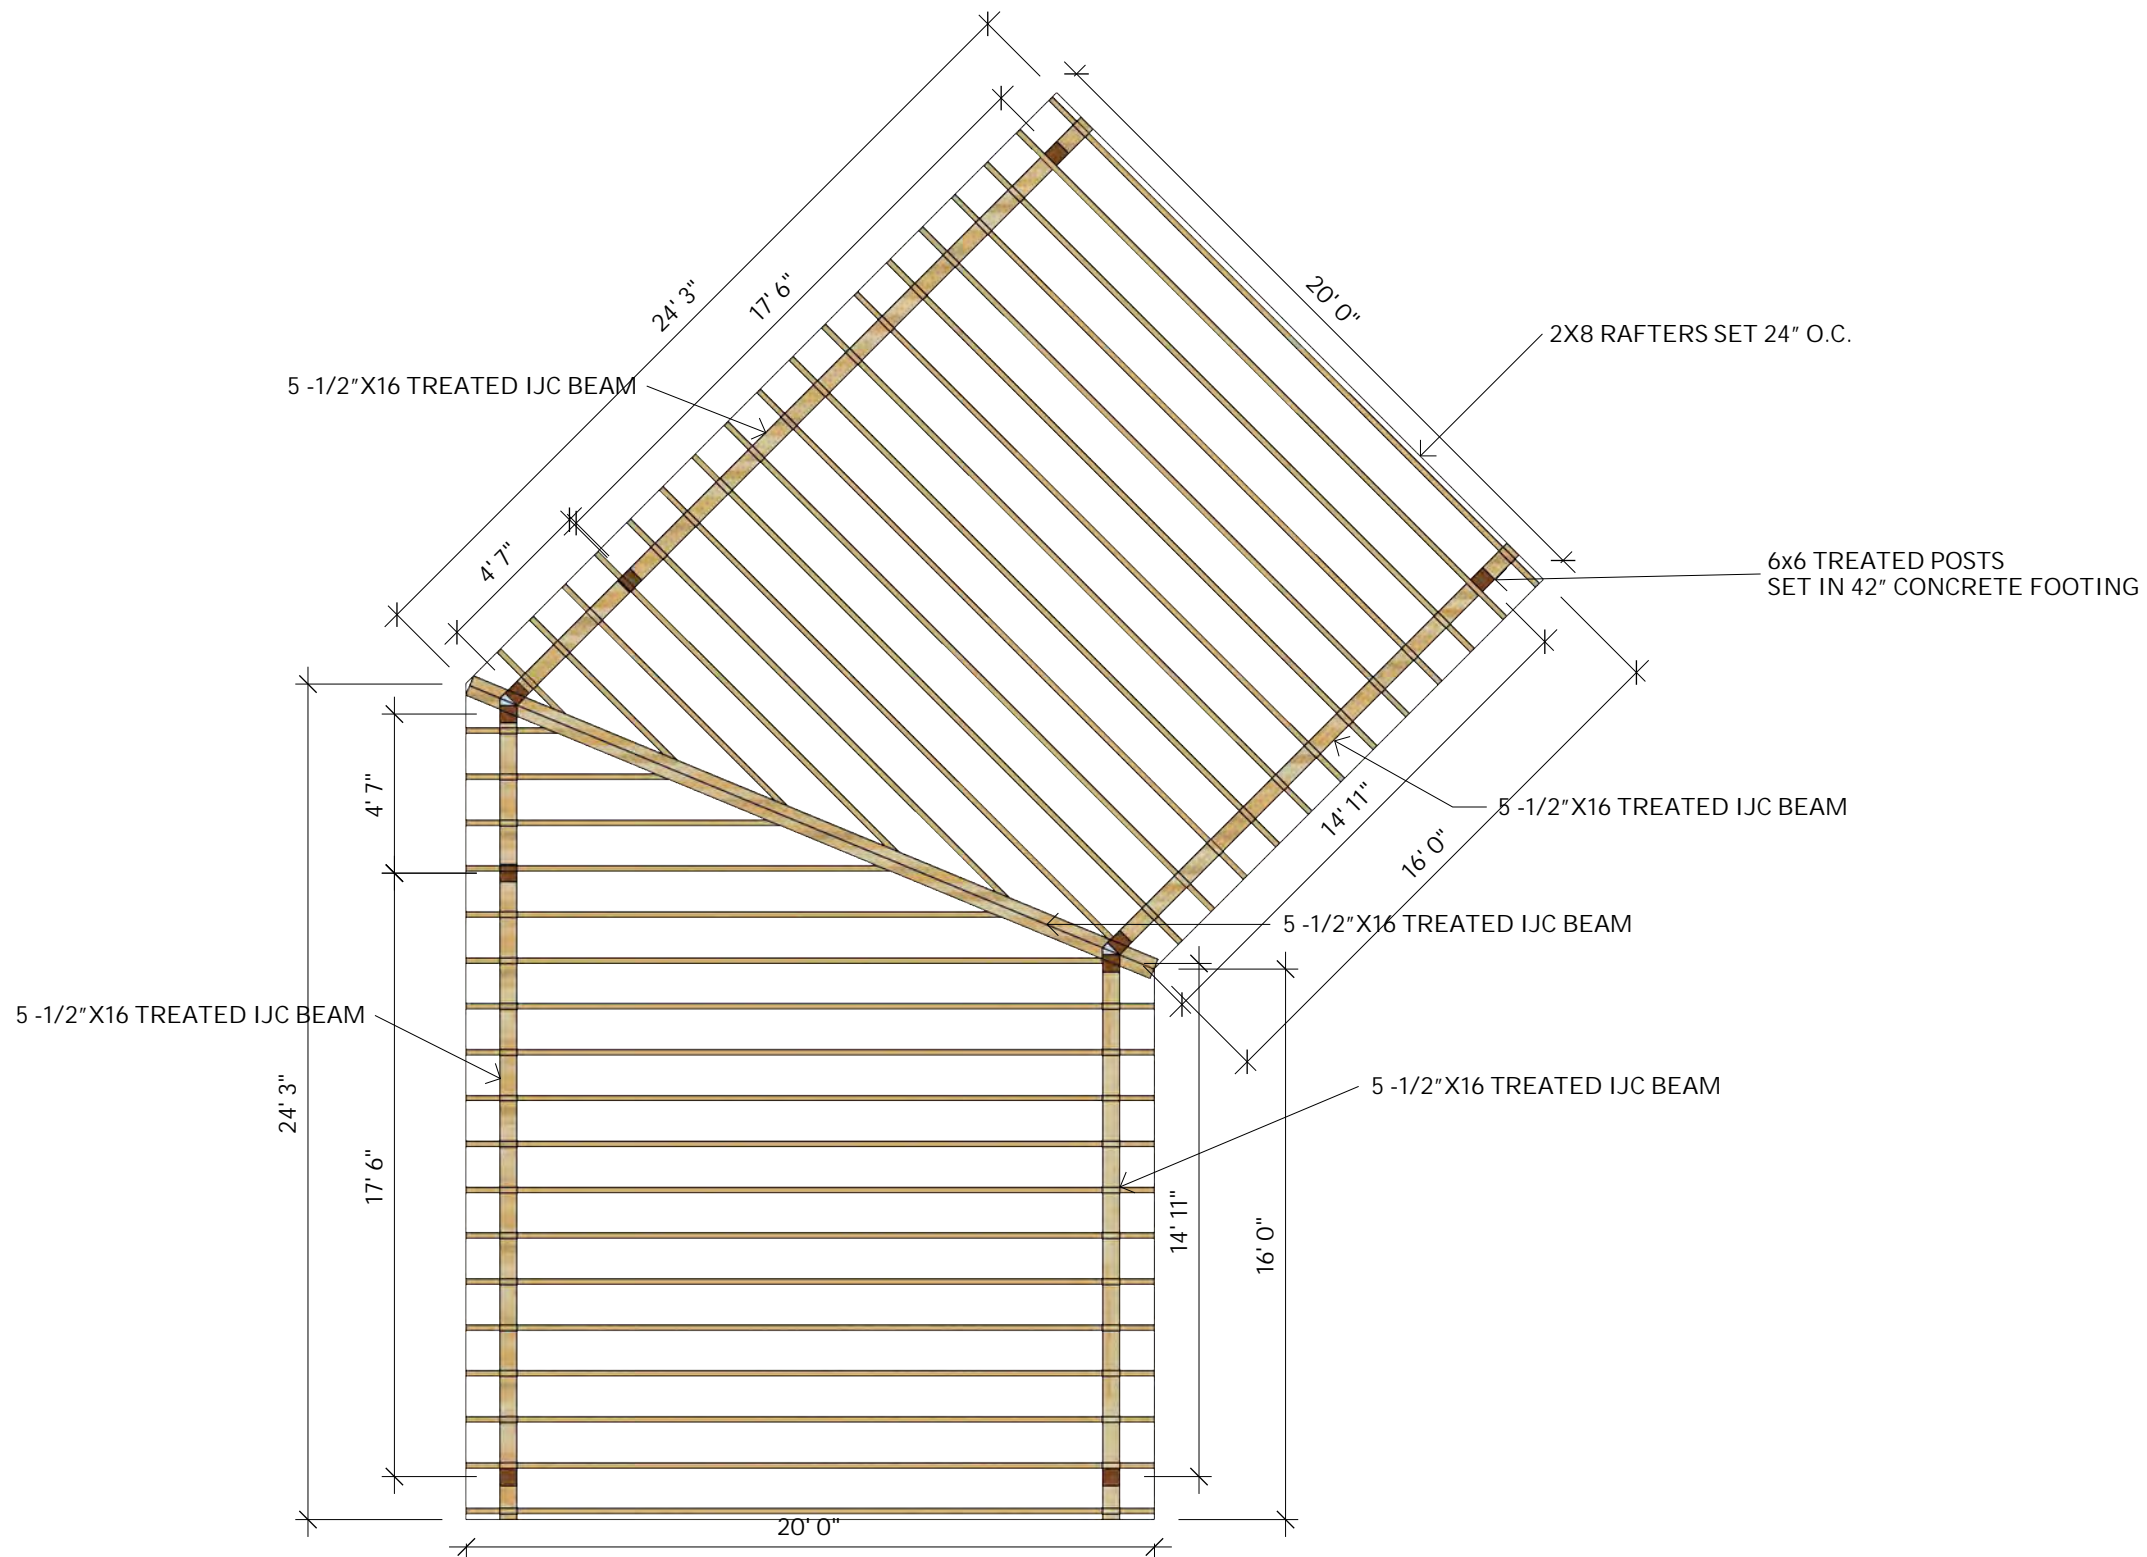 24' 3"
17' 6"
20' 0"
2X8 RAFTERS SET 24" O.C.
5 -1/2"X16 TREATED IJC BEAM
4' 7"
6x6 TREATED POSTS
SET IN 42" CONCRETE FOOTING
4' 7"
14' 11"
5 -1/2"X16 TREATED IJC BEAM
16' 0"
5 -1/2"X16 TREATED IJC BEAM
5 -1/2"X16 TREATED IJC BEAM
24' 3"
5 -1/2"X16 TREATED IJC BEAM
17' 6"
14' 11"
16' 0"
20' 0"